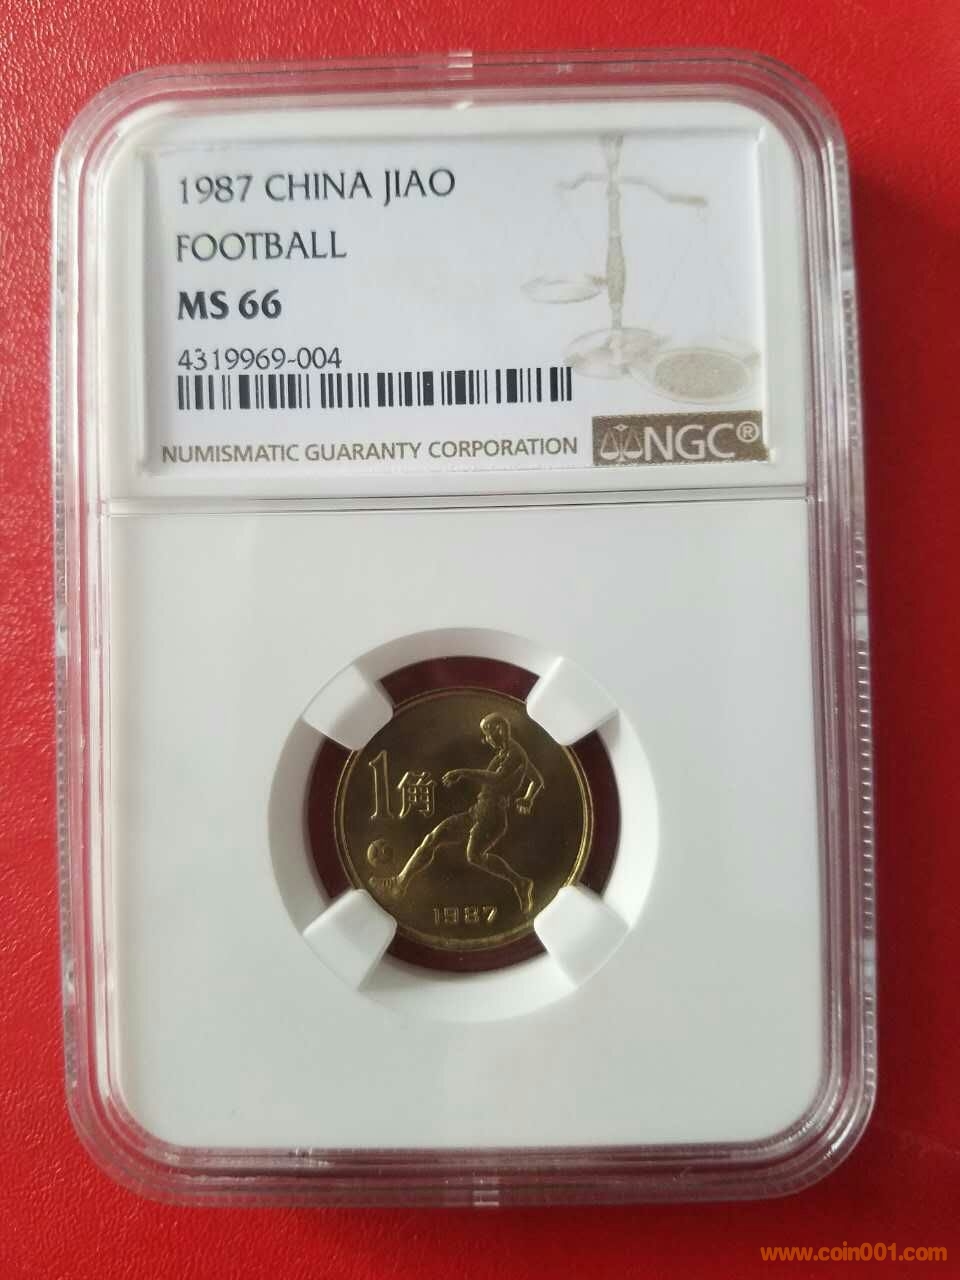 1987 CHINA JIAO
FOOTBALL
MS 66
4319969-004
NUMISMATIC GUARANTY CORPORATION
NGC®
1角
1987
www.coin001.com